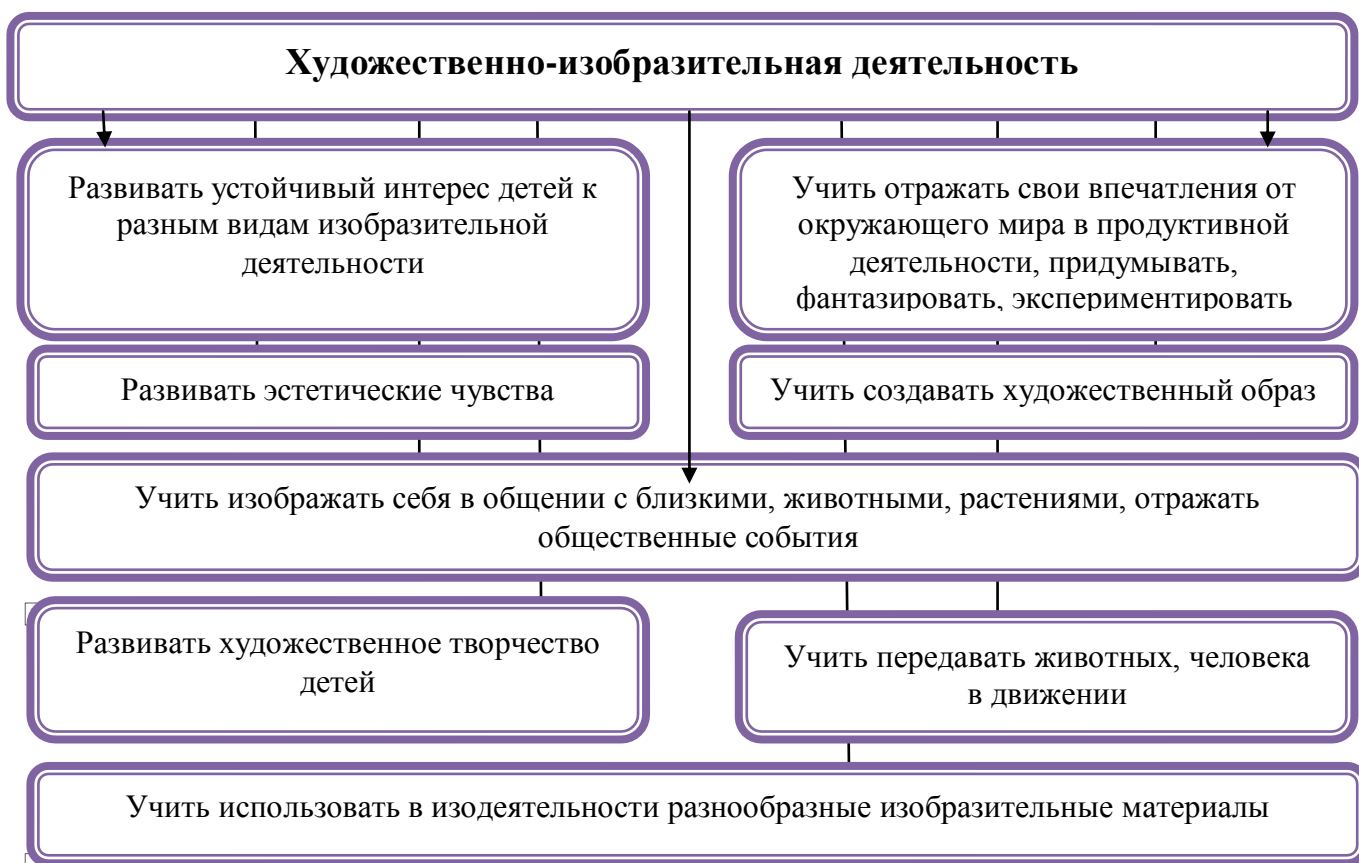 Художественно-изобразительная деятельность
Развивать устойчивый интерес детей к
разным видам изобразительной
деятельности
Учить отражать свои впечатления от
окружающего мира в продуктивной
деятельности, придумывать,
фантазировать, экспериментировать
Развивать эстетические чувства
Учить создавать художественный образ
Учить изображать себя в общении с близкими, животными, растениями, отражать
общественные события
Развивать художественное творчество
детей
Учить передавать животных, человека
в движении
Учить использовать в изодеятельности разнообразные изобразительные материалы